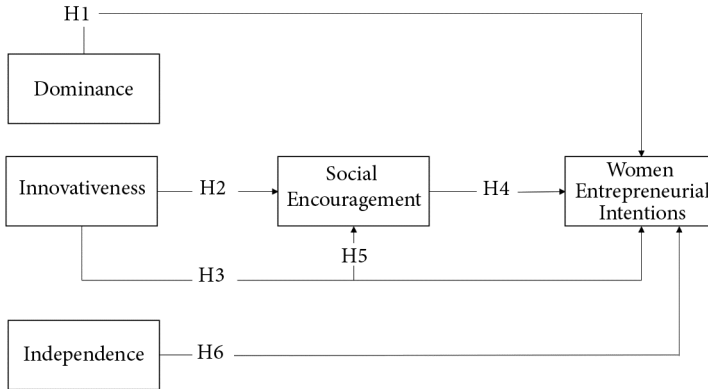 H1
Dominance
Innovativeness
H2
Social
Encouragement
H4
Women
Entrepreneurial
Intentions
H5
H3
Independence
H6